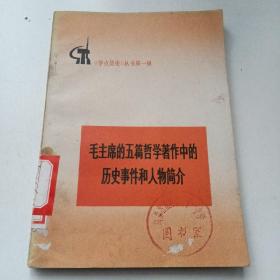 《学点历史》丛书第一辑
毛主席的五篇哲学著作中的
历史事件和人物简介
图书室